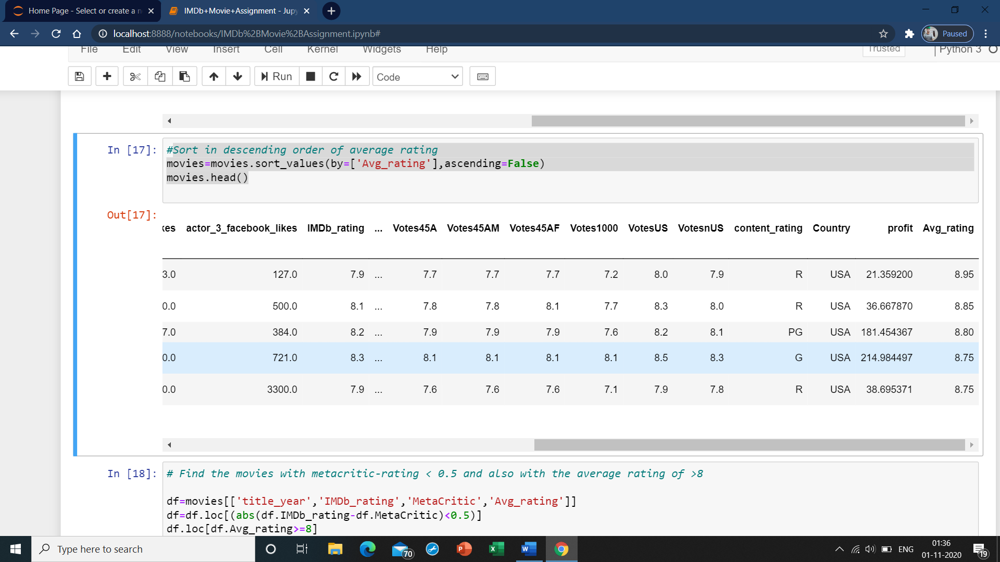 Home Page - Select or create a n
IMDb+Movie+Assignment - Jupy
localhost:8888/notebooks/IMDb%2BMovie%2BAssignment.ipynb#
Paused
File Edit View Insert Cell Kernel Widgets Help
Trusted
Python 3
Run
Code
In [17]:
#Sort in descending order of average rating
movies=movies.sort_values(by=['Avg_rating'],ascending=False)
movies.head()
Out[17]:
kes actor_3_facebook_likes IMDb_rating ... Votes45A Votes45AM Votes45AF Votes1000 VotesUS VotesnUS content_rating Country profit Avg_rating
3.0 127.0 7.9 ... 7.7 7.7 7.7 7.2 8.0 7.9 R USA 21.359200 8.95
0.0 500.0 8.1 ... 7.8 7.8 8.1 7.7 8.3 8.0 R USA 36.667870 8.85
7.0 384.0 8.2 ... 7.9 7.9 7.9 7.6 8.2 8.1 PG USA 181.454367 8.80
0.0 721.0 8.3 ... 8.1 8.1 8.1 8.1 8.5 8.3 G USA 214.984497 8.75
0.0 3300.0 7.9 ... 7.6 7.6 7.6 7.1 7.9 7.8 R USA 38.695371 8.75
In [18]:
# Find the movies with metacritic-rating < 0.5 and also with the average rating of >8
df=movies[['title_year','IMDb_rating','MetaCritic','Avg_rating']]
df=df.loc[(abs(df.IMDb_rating-df.MetaCritic)<0.5)]
df.loc[df.Avg_rating>=8]
Type here to search
70
P
X
W
ENG
01:36
01-11-2020
19